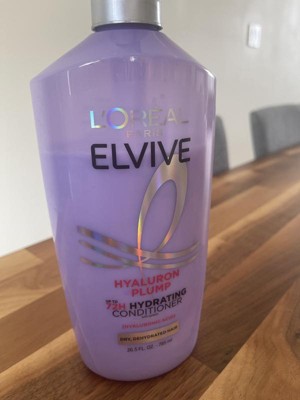 L'ORÉAL
PARIS
ELVIVE
HYALURON
PLUMP
72H HYDRATING
CONDITIONER
DRY, DEHYDRATED HAIR